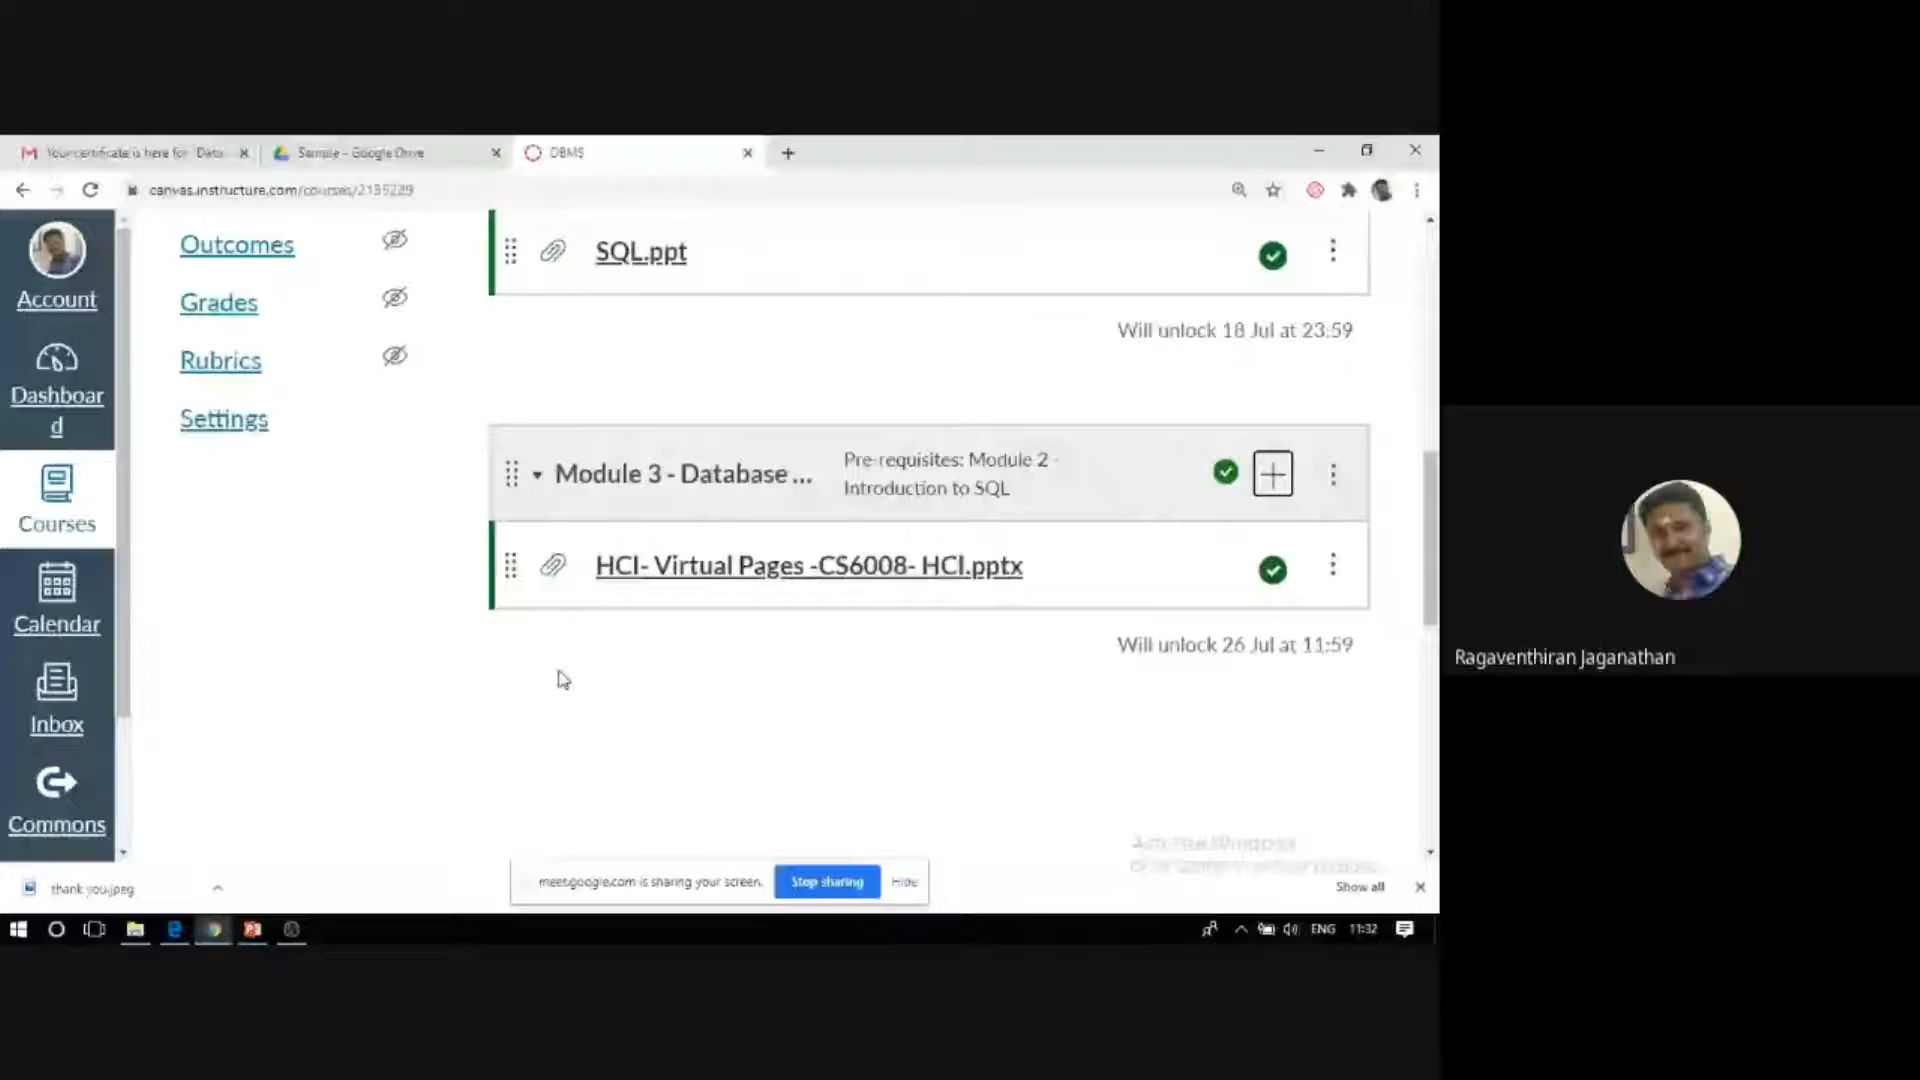 Your certificate is here for "Data
Sample - Google Drive
DBMS
canvas.instructure.com/courses/2135229
Account
Dashboar
d
Courses
Calendar
Inbox
Commons
Outcomes
Grades
Rubrics
Settings
SQL.ppt
Will unlock 18 Jul at 23:59
Module 3 - Database ...
Pre-requisites: Module 2 -
Introduction to SQL
HCI- Virtual Pages -CS6008- HCI.pptx
Will unlock 26 Jul at 11:59
meet.google.com is sharing your screen.
Stop sharing
Hide
thank you.jpeg
Show all
ENG
11:32
Ragaventhiran Jaganathan